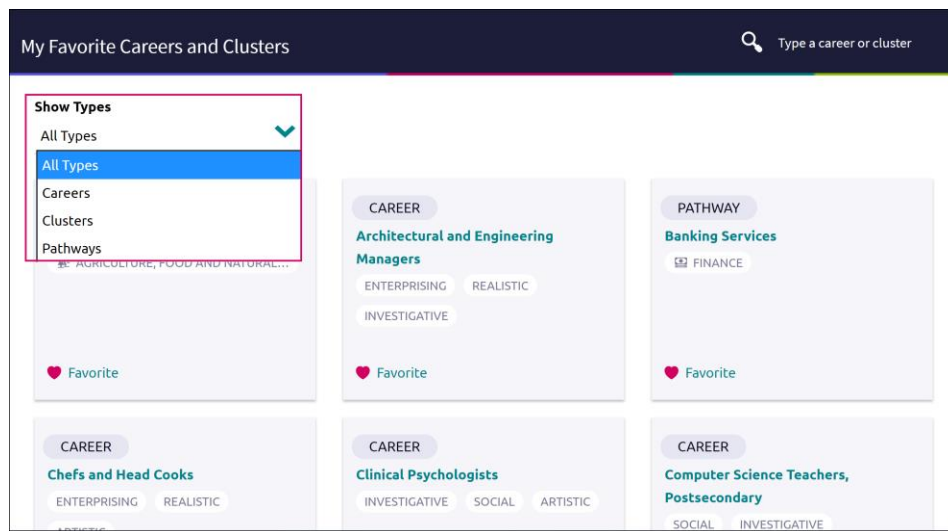 My Favorite Careers and Clusters
Type a career or cluster
Show Types
All Types
All Types
Careers
Clusters
Pathways
AGRICULTURE, FOOD AND NATURAL...
Favorite
CAREER
Architectural and Engineering
Managers
ENTERPRISING REALISTIC
INVESTIGATIVE
Favorite
PATHWAY
Banking Services
FINANCE
Favorite
CAREER
Chefs and Head Cooks
ENTERPRISING REALISTIC
ARTISTIC
CAREER
Clinical Psychologists
INVESTIGATIVE SOCIAL ARTISTIC
CAREER
Computer Science Teachers,
Postsecondary
SOCIAL INVESTIGATIVE